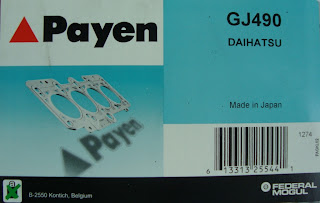 Payen
GJ490
DAIHATSU
Made in Japan
Payen
1274
6 13313 25544 1
B-2550 Kontich, Belgium
FEDERAL
MOGUL